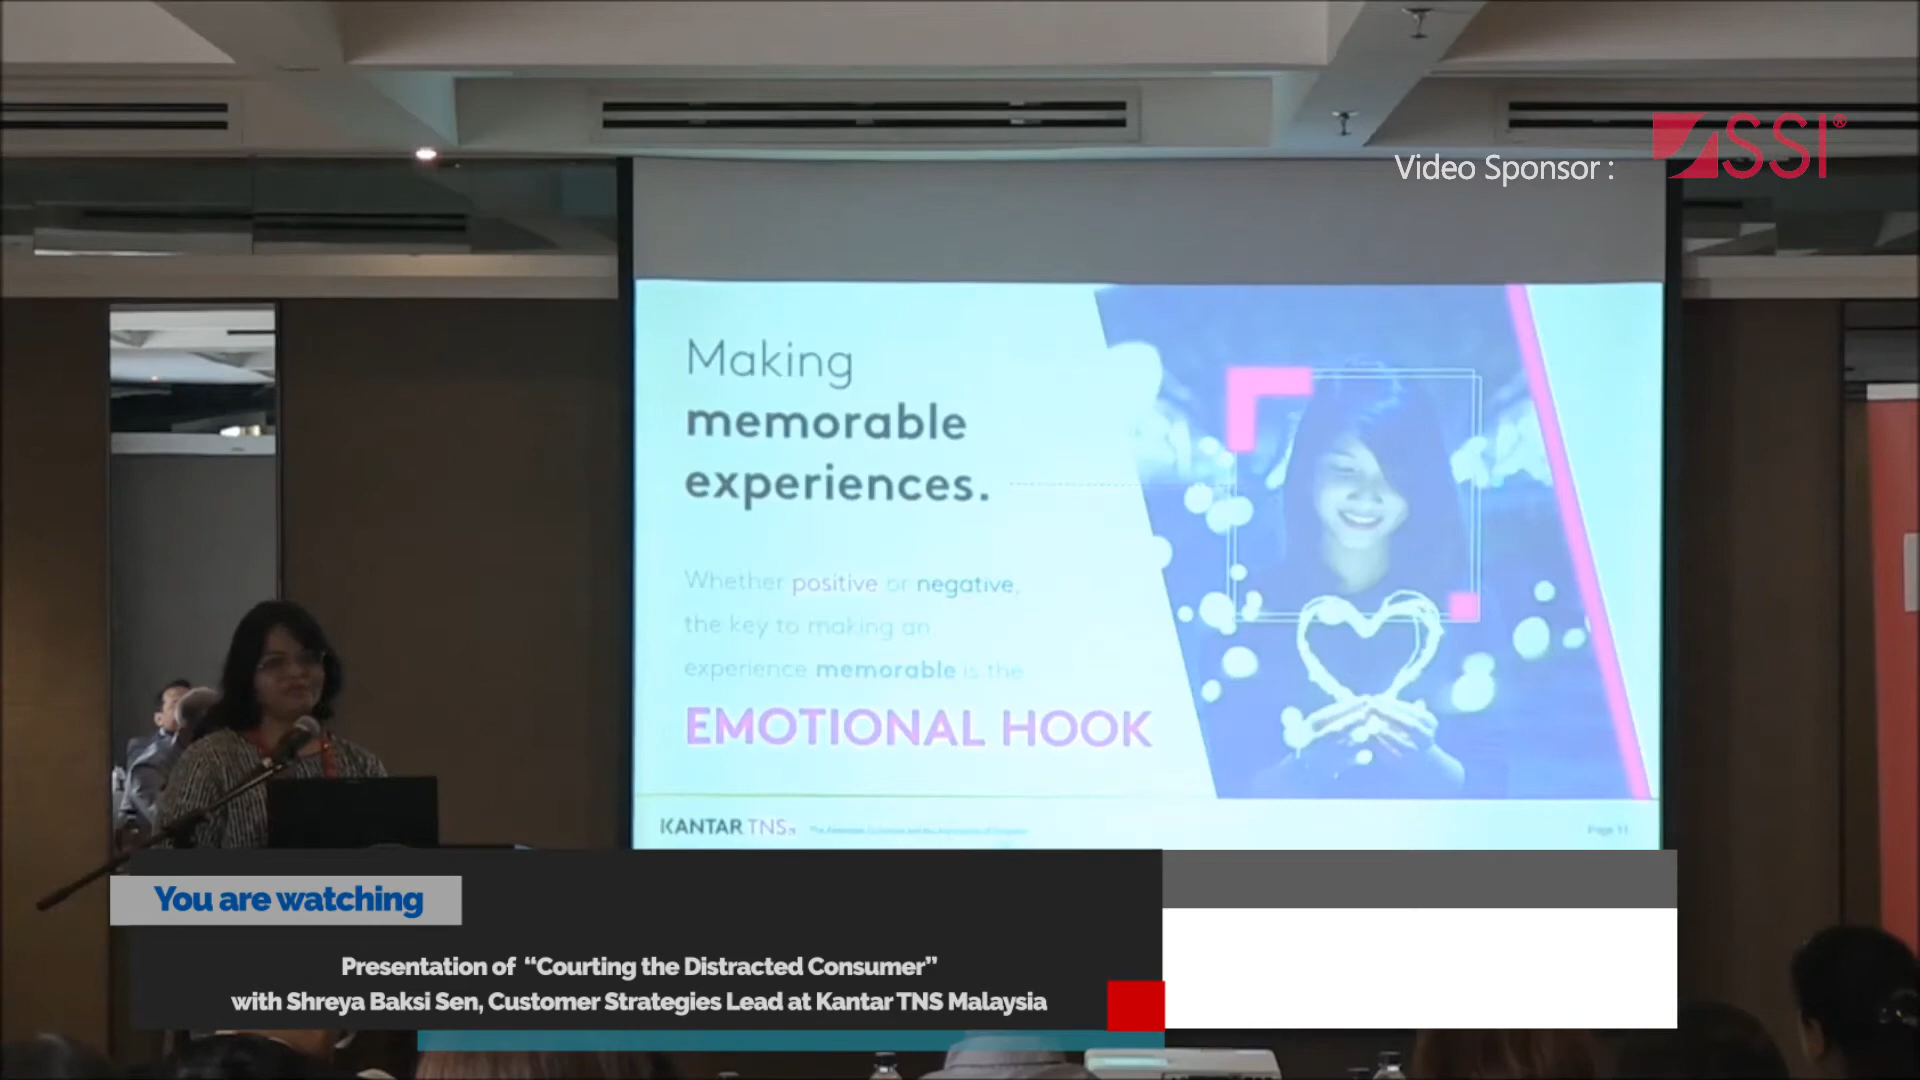 Video Sponsor :
SSI®
Making
memorable
experiences.
Whether positive or negative,
the key to making an
experience memorable is the
EMOTIONAL HOOK
KANTAR TNS
Page 11
You are watching
Presentation of “Courting the Distracted Consumer”
with Shreya Baksi Sen, Customer Strategies Lead at Kantar TNS Malaysia